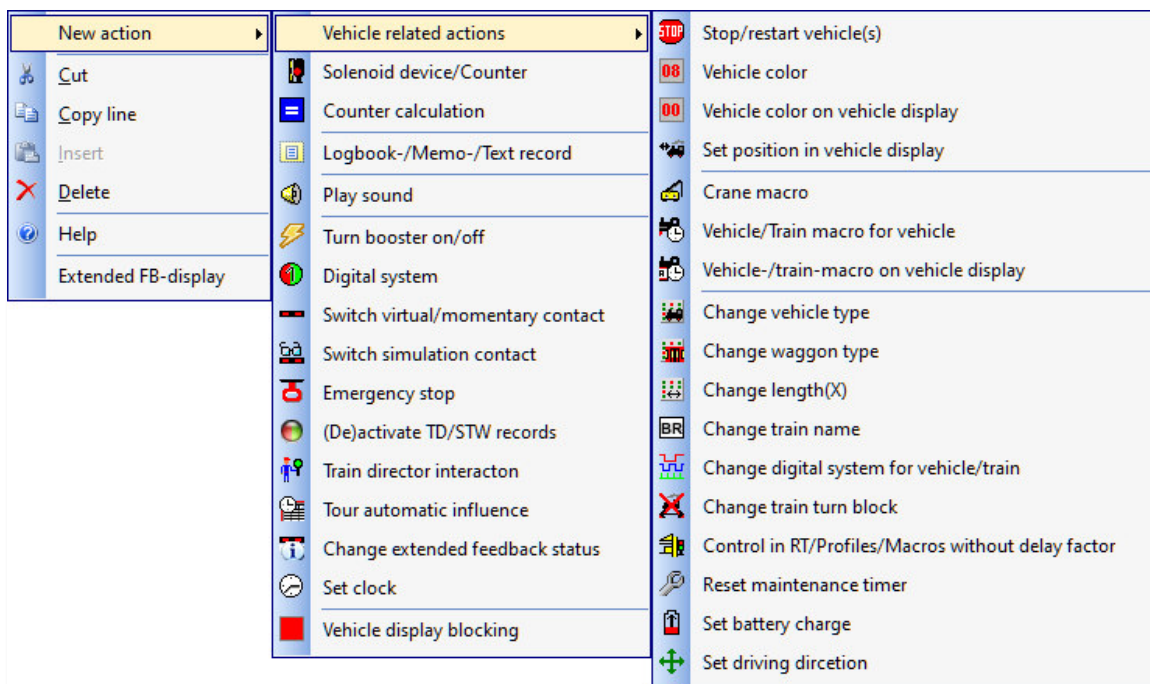 New action
Cut
Copy line
Insert
Delete
Help
Extended FB-display
Vehicle related actions
Solenoid device/Counter
Counter calculation
Logbook-/Memo-/Text record
Play sound
Turn booster on/off
Digital system
Switch virtual/momentary contact
Switch simulation contact
Emergency stop
(De)activate TD/STW records
Train director interacton
Tour automatic influence
Change extended feedback status
Set clock
Vehicle display blocking
STOP Stop/restart vehicle(s)
08 Vehicle color
00 Vehicle color on vehicle display
Set position in vehicle display
Crane macro
Vehicle/Train macro for vehicle
Vehicle-/train-macro on vehicle display
Change vehicle type
Change waggon type
Change length(X)
BR Change train name
Change digital system for vehicle/train
Change train turn block
Control in RT/Profiles/Macros without delay factor
Reset maintenance timer
Set battery charge
Set driving dircetion